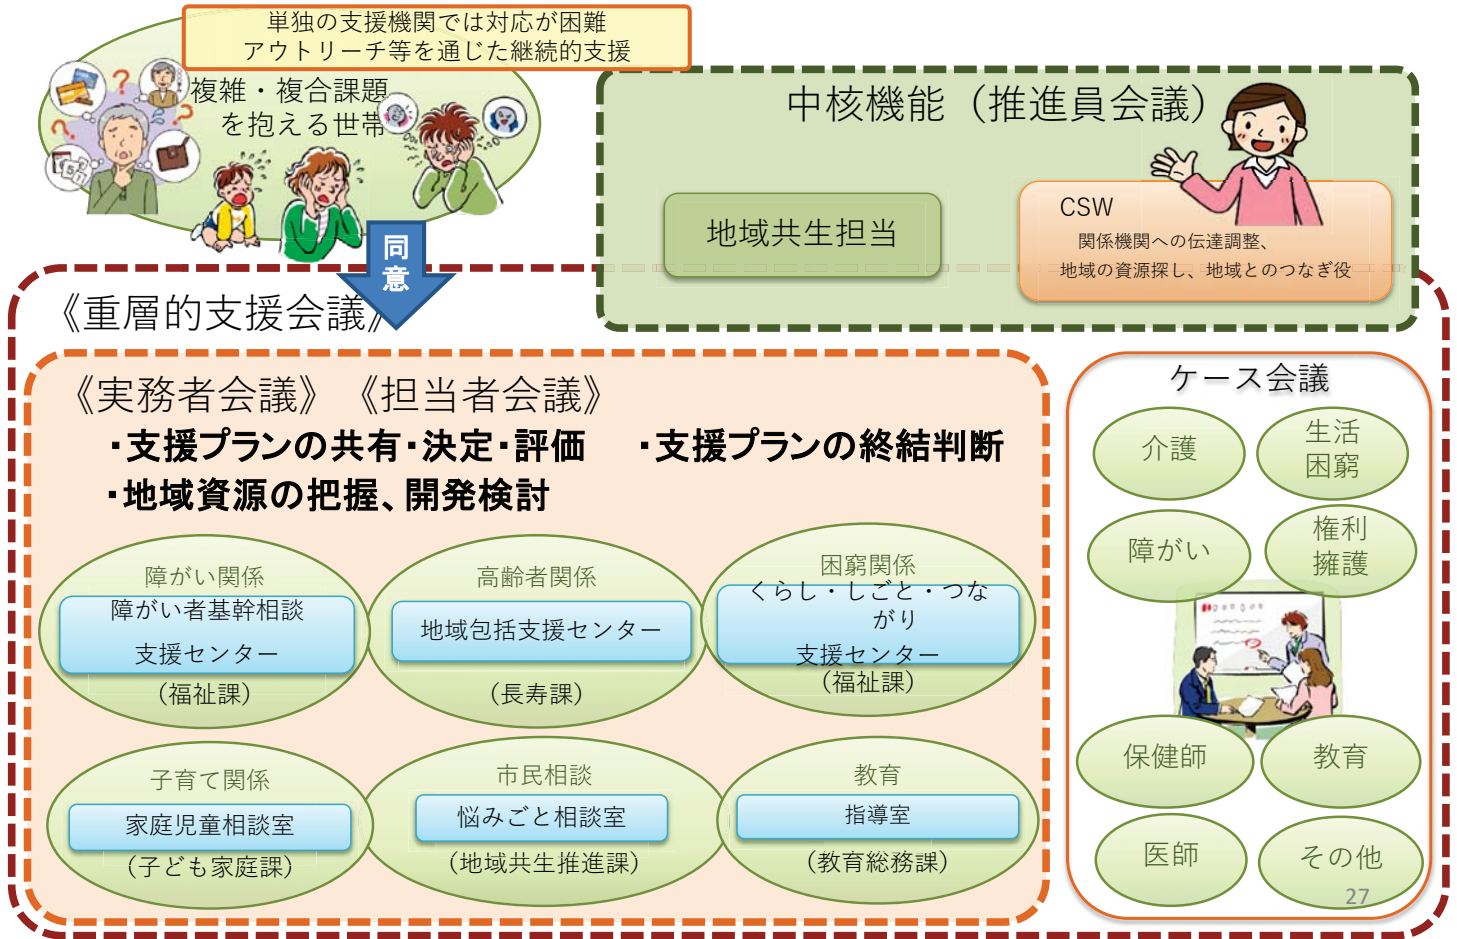 単独の支援機関では対応が困難
アウトリーチ等を通じた継続的支援
複雑・複合課題
を抱える世帯
同
意
中核機能（推進員会議）
地域共生担当
CSW
関係機関への伝達調整、
地域の資源探し、地域とのつなぎ役
《重層的支援会議》
《実務者会議》《担当者会議》
・支援プランの共有・決定・評価　・支援プランの終結判断
・地域資源の把握、開発検討
障がい関係
障がい者基幹相談
支援センター
（福祉課）
高齢者関係
地域包括支援センター
（長寿課）
困窮関係
くらし・しごと・つな
がり
支援センター
（福祉課）
子育て関係
家庭児童相談室
（子ども家庭課）
市民相談
悩みごと相談室
（地域共生推進課）
教育
指導室
（教育総務課）
ケース会議
介護
生活
困窮
障がい
権利
擁護
保健師
教育
医師
その他
27